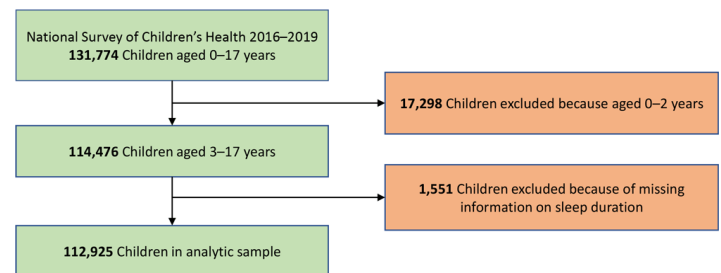 National Survey of Children’s Health 2016–2019
131,774 Children aged 0–17 years
17,298 Children excluded because aged 0–2 years
114,476 Children aged 3–17 years
1,551 Children excluded because of missing
information on sleep duration
112,925 Children in analytic sample